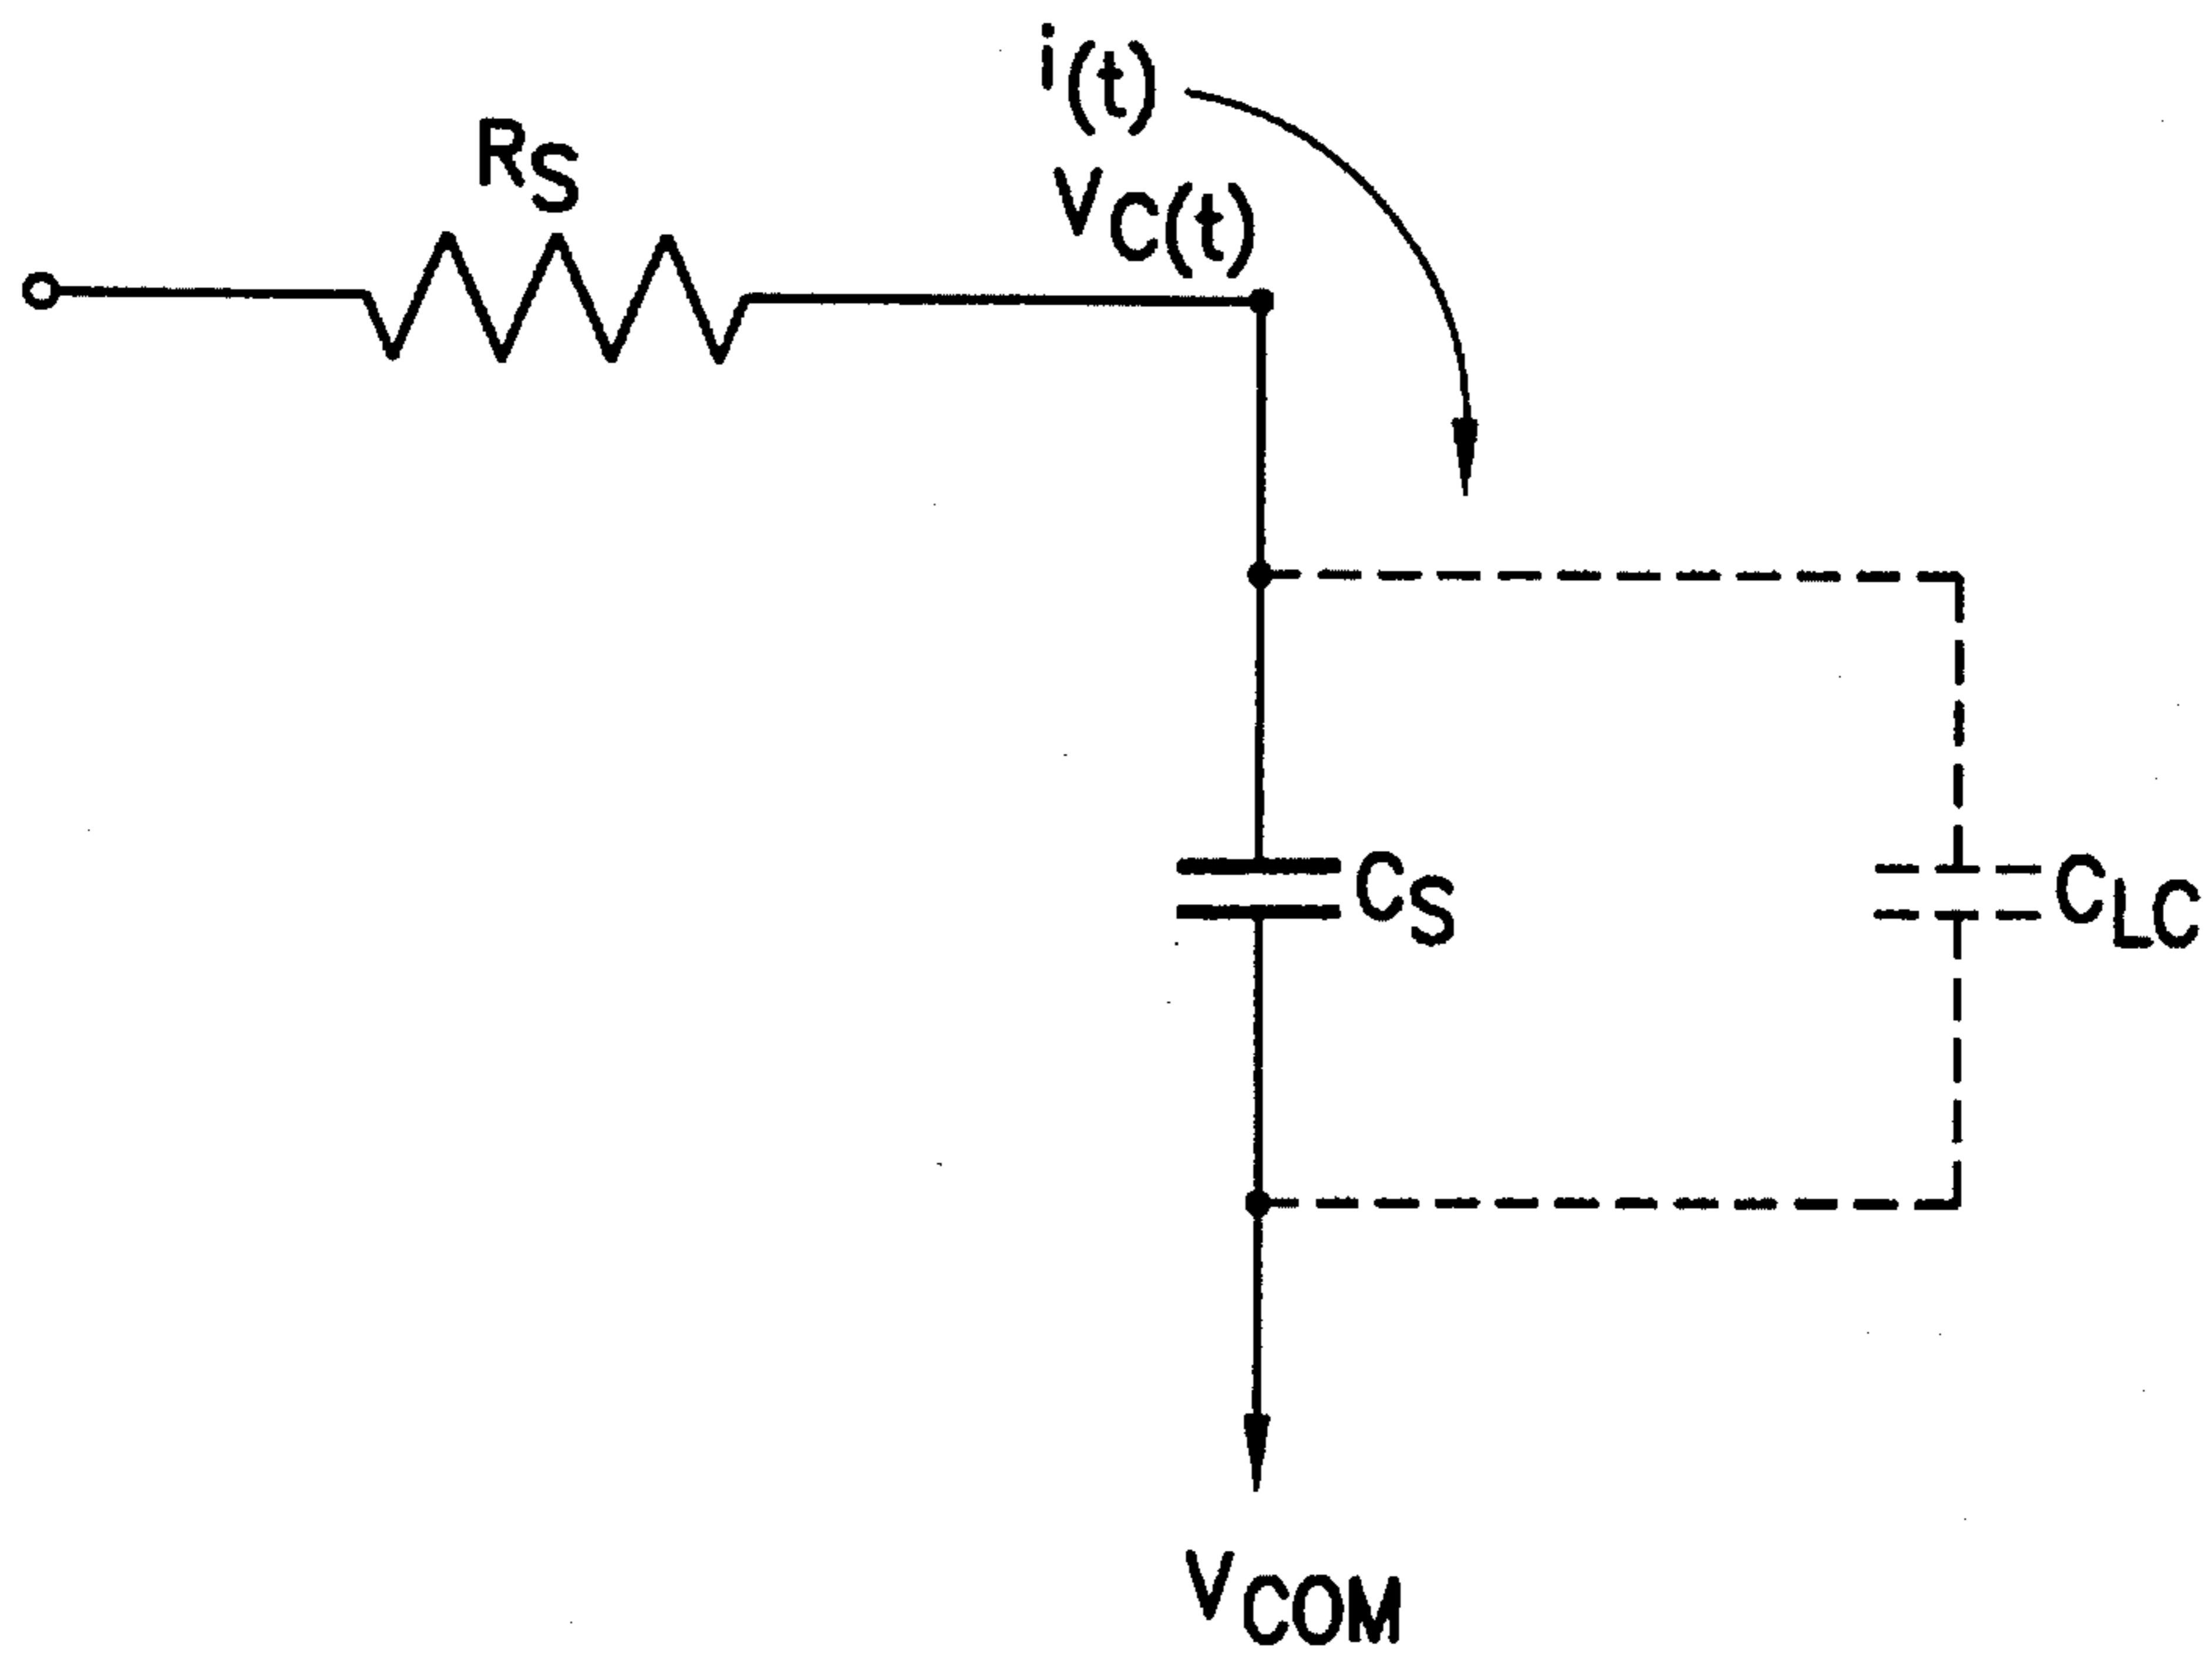 i(t)
RS
VC(t)
CS
CLC
VCOM